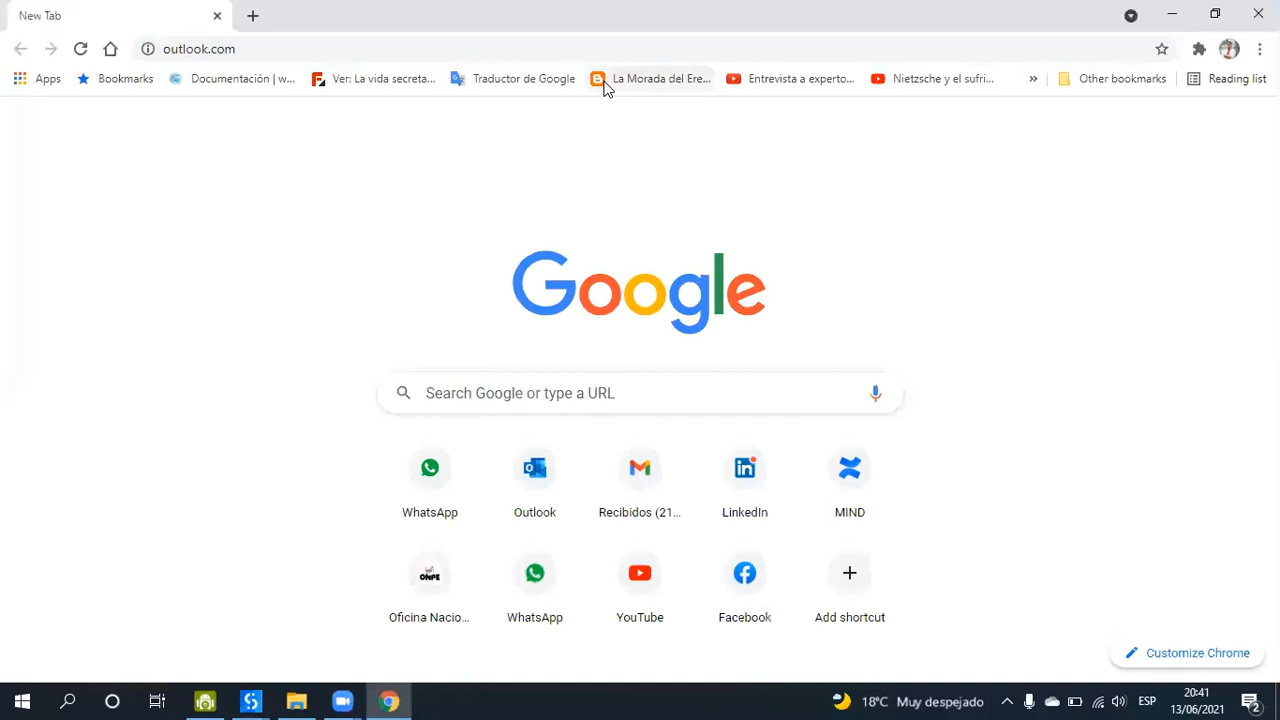 New Tab
outlook.com
Apps
Bookmarks
Documentación | w...
Ver: La vida secreta...
Traductor de Google
La Morada del Ere...
Entrevista a experto...
Nietzsche y el sufri...
»
Other bookmarks
Reading list
Google
Search Google or type a URL
WhatsApp
Outlook
Recibidos (21...
LinkedIn
MIND
ONPE
Oficina Nacio...
WhatsApp
YouTube
Facebook
Add shortcut
Customize Chrome
18°C Muy despejado
ESP
20:41
13/06/2021
2